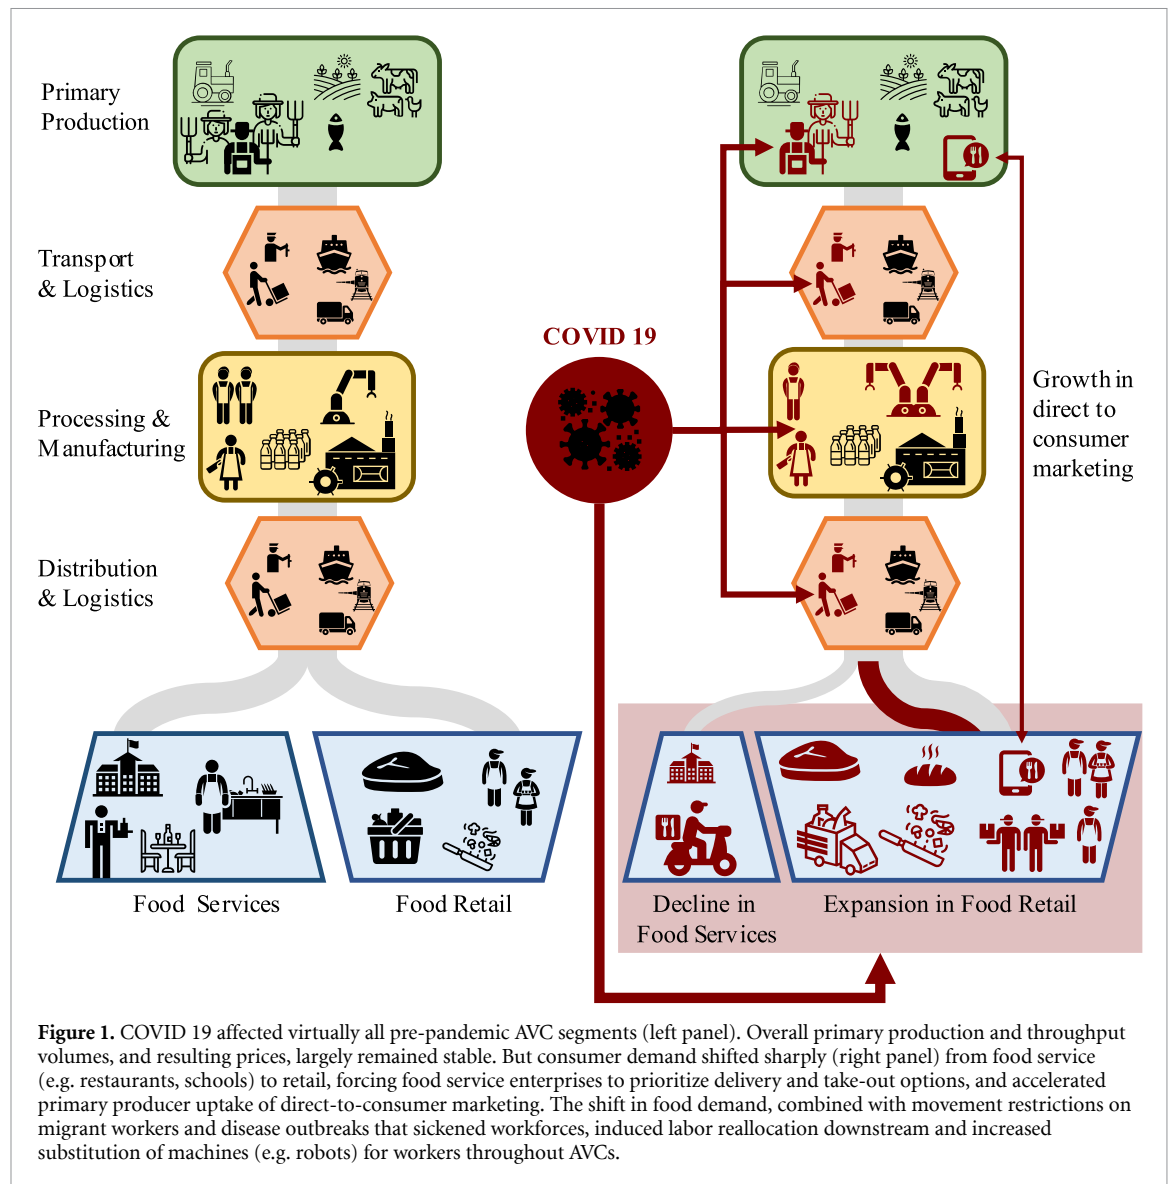 Primary
Production
Transport
& Logistics
Processing &
Manufacturing
Distribution
& Logistics
Food Services
Food Retail
COVID 19
Growth in
direct to
consumer
marketing
Decline in
Food Services
Expansion in Food Retail
Figure 1. COVID 19 affected virtually all pre-pandemic AVC segments (left panel). Overall primary production and throughput
volumes, and resulting prices, largely remained stable. But consumer demand shifted sharply (right panel) from food service
(e.g. restaurants, schools) to retail, forcing food service enterprises to prioritize delivery and take-out options, and accelerated
primary producer uptake of direct-to-consumer marketing. The shift in food demand, combined with movement restrictions on
migrant workers and disease outbreaks that sickened workforces, induced labor reallocation downstream and increased
substitution of machines (e.g. robots) for workers throughout AVCs.